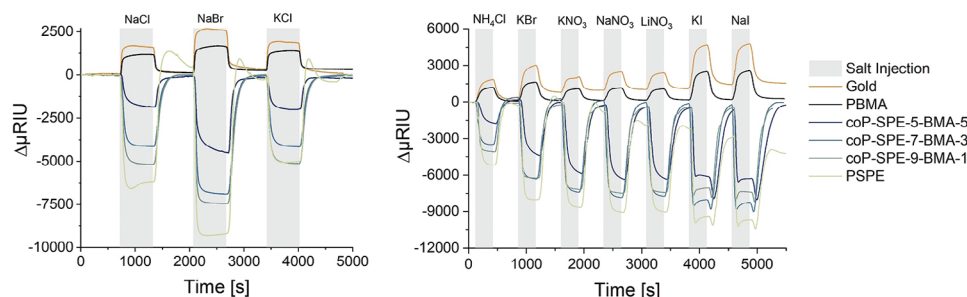 NaCl NaBr KCl
5000
2500
0
-2500
-5000
-7500
-10000
ΔµRIU
0 1000 2000 3000 4000 5000
Time [s]
NH₄Cl KBr KNO₃ NaNO₃ LiNO₃ KI NaI
6000
3000
0
-3000
-6000
-9000
-12000
ΔµRIU
0 1000 2000 3000 4000 5000
Time [s]
Salt Injection
Gold
PBMA
coP-SPE-5-BMA-5
coP-SPE-7-BMA-3
coP-SPE-9-BMA-1
PSPE